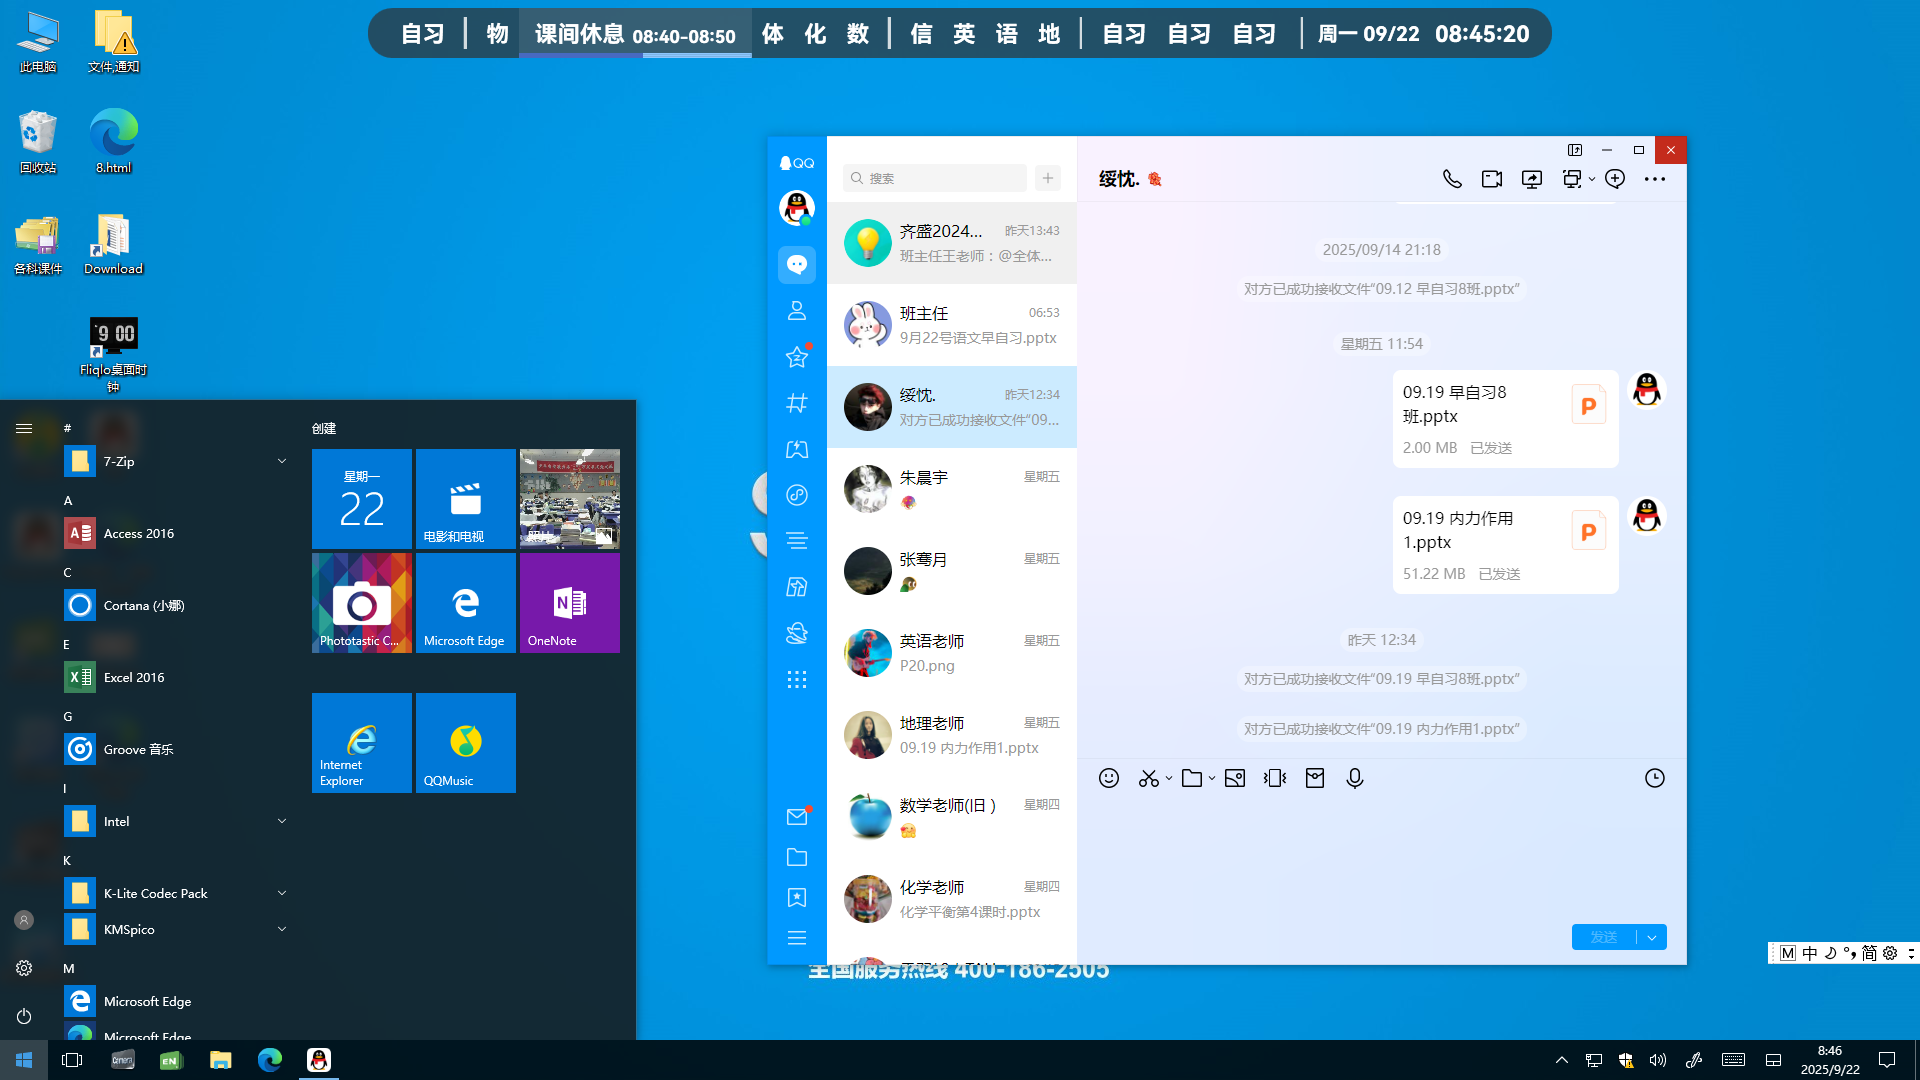 自习 物 课间休息 08:40-08:50 体 化 数 信 英 语 地 自习 自习 自习 周一 09/22 08:45:20
此电脑
文件,通知
回收站
8.html
各科课件
Download
9 00
Fliqlo桌面时
钟
#
7-Zip
A
Access 2016
C
Cortana (小娜)
E
Excel 2016
G
Groove 音乐
I
Intel
K
K-Lite Codec Pack
KMSpico
M
Microsoft Edge
Microsoft Edge
创建
星期一
22
电影和电视
Phototastic C...
Microsoft Edge
OneNote
Internet
Explorer
QQMusic
QQ
搜索
齐盛2024...
昨天13:43
班主任王老师：@全体...
班主任
06:53
9月22号语文早自习.pptx
绥忱.
昨天12:34
对方已成功接收文件“09...
朱晨宇
星期五
张骞月
星期五
英语老师
星期五
P20.png
地理老师
星期五
09.19 内力作用1.pptx
数学老师(旧 )
星期四
化学老师
星期四
化学平衡第4课时.pptx
绥忱.
2025/09/14 21:18
对方已成功接收文件“09.12 早自习8班.pptx”
星期五 11:54
09.19 早自习8
班.pptx
2.00 MB 已发送
09.19 内力作用
1.pptx
51.22 MB 已发送
昨天 12:34
对方已成功接收文件“09.19 早自习8班.pptx”
对方已成功接收文件“09.19 内力作用1.pptx”
发送
全国服务热线 400-186-2505
M 中 简
Camera
EN
8:46
2025/9/22